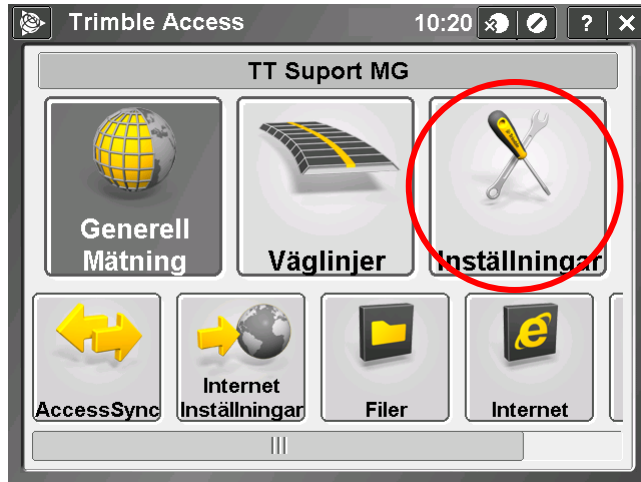 Trimble Access 10:20 ? X
TT Suport MG
Generell
Mätning
Väglinjer
Inställningar
AccessSync
Internet
Inställningar
Filer
Internet